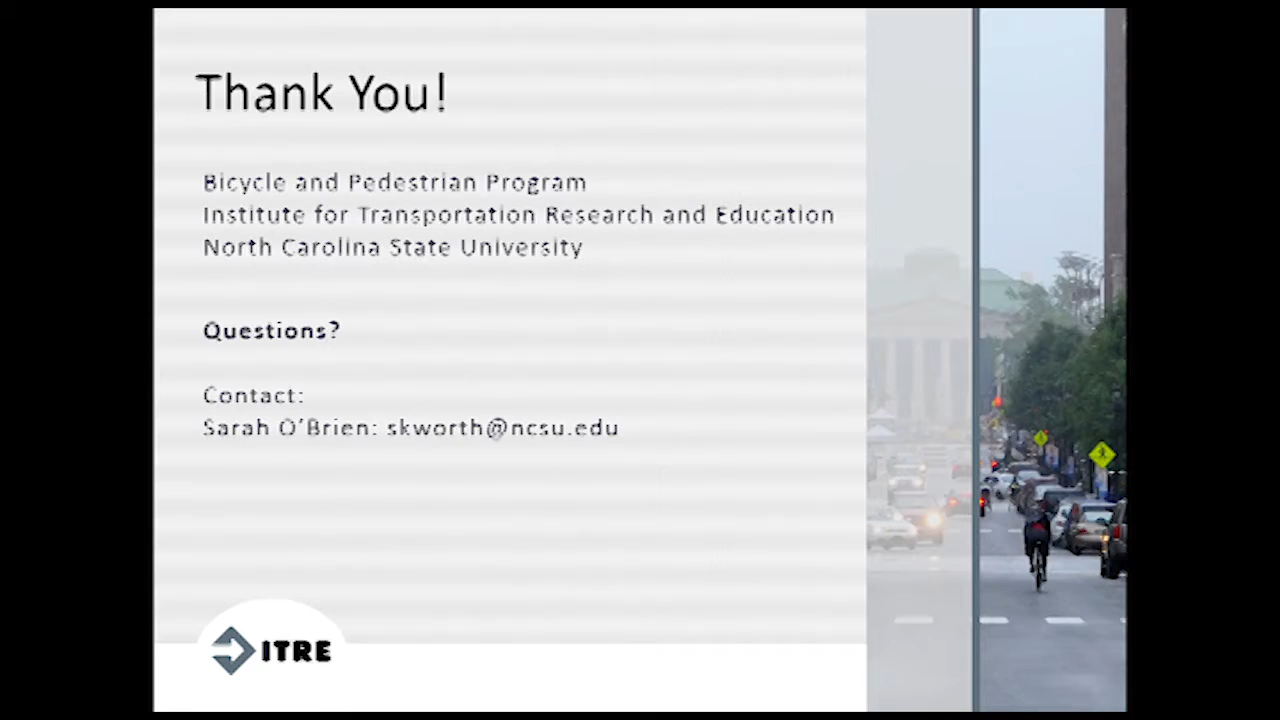 Thank You!
Bicycle and Pedestrian Program
Institute for Transportation Research and Education
North Carolina State University
Questions?
Contact:
Sarah O’Brien: skworth@ncsu.edu
ITRE